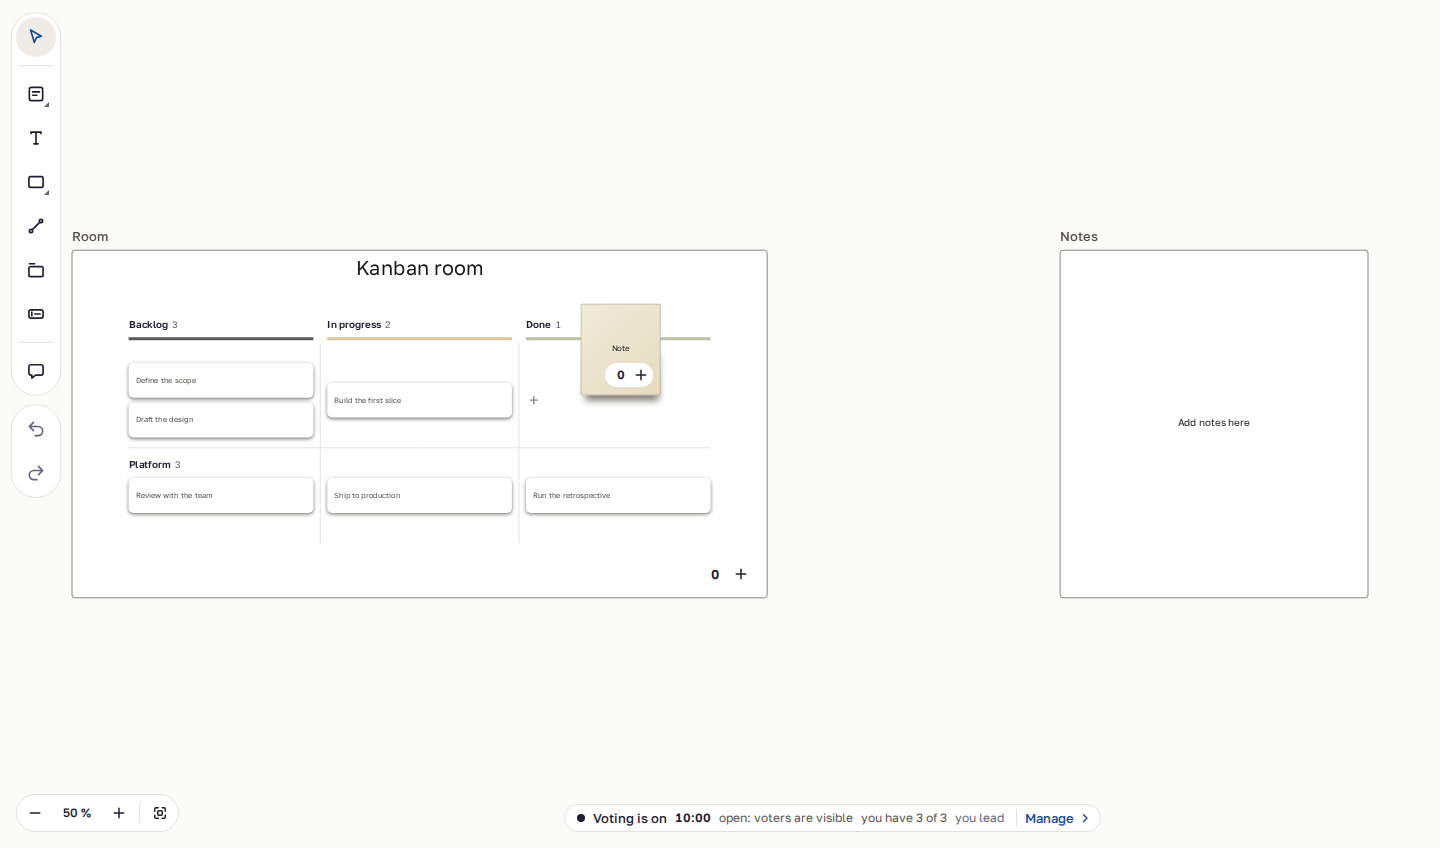 Room
Notes
Kanban room
Backlog 3
In progress 2
Done 1
Note
0
Define the scope
Draft the design
Build the first slice
Platform 3
Review with the team
Ship to production
Run the retrospective
0
Add notes here
50 %
Voting is on 10:00 open: voters are visible you have 3 of 3 you lead Manage